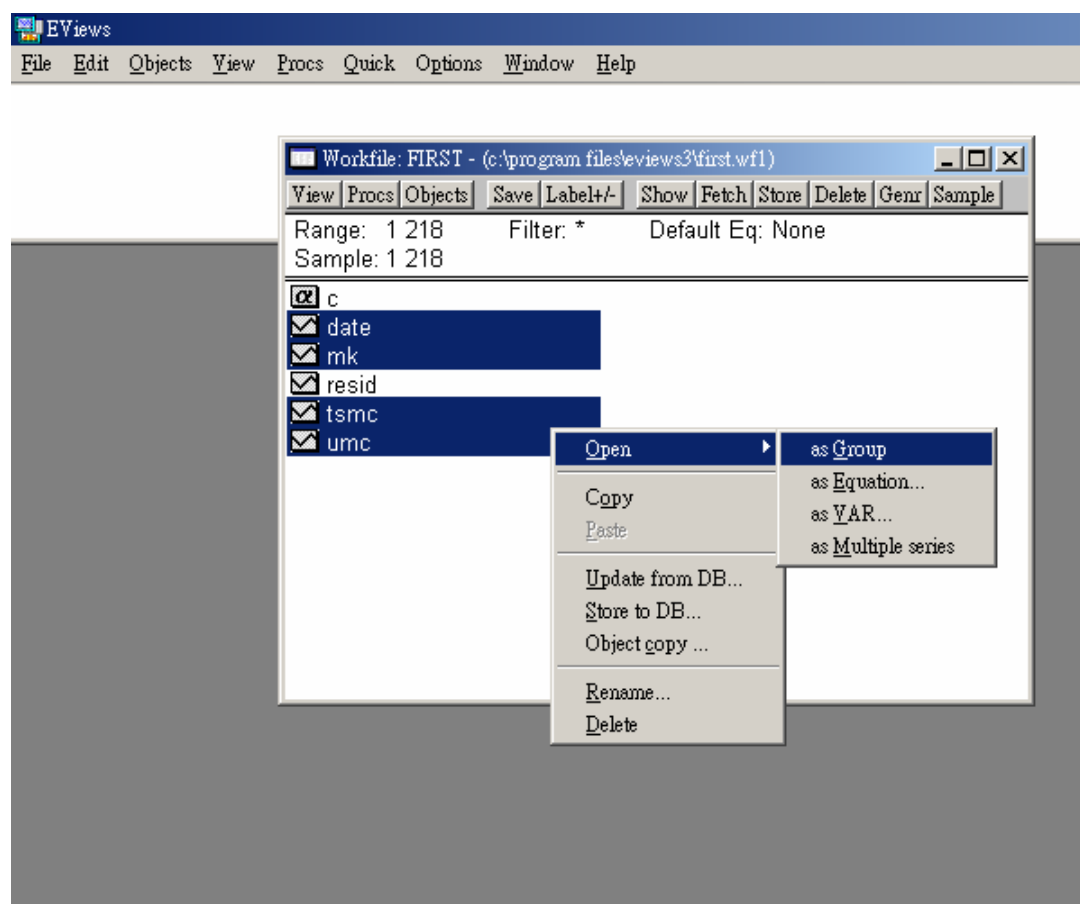 EViews
File Edit Objects View Procs Quick Options Window Help
Workfile: FIRST - (c:\program files\eviews3\first.wf1)
View Procs Objects Save Label+/- Show Fetch Store Delete Genr Sample
Range: 1 218 Filter: * Default Eq: None
Sample: 1 218
α c
date
mk
resid
tsmc
umc
Open
as Group
as Equation...
as VAR...
as Multiple series
Copy
Paste
Update from DB...
Store to DB...
Object copy ...
Rename...
Delete